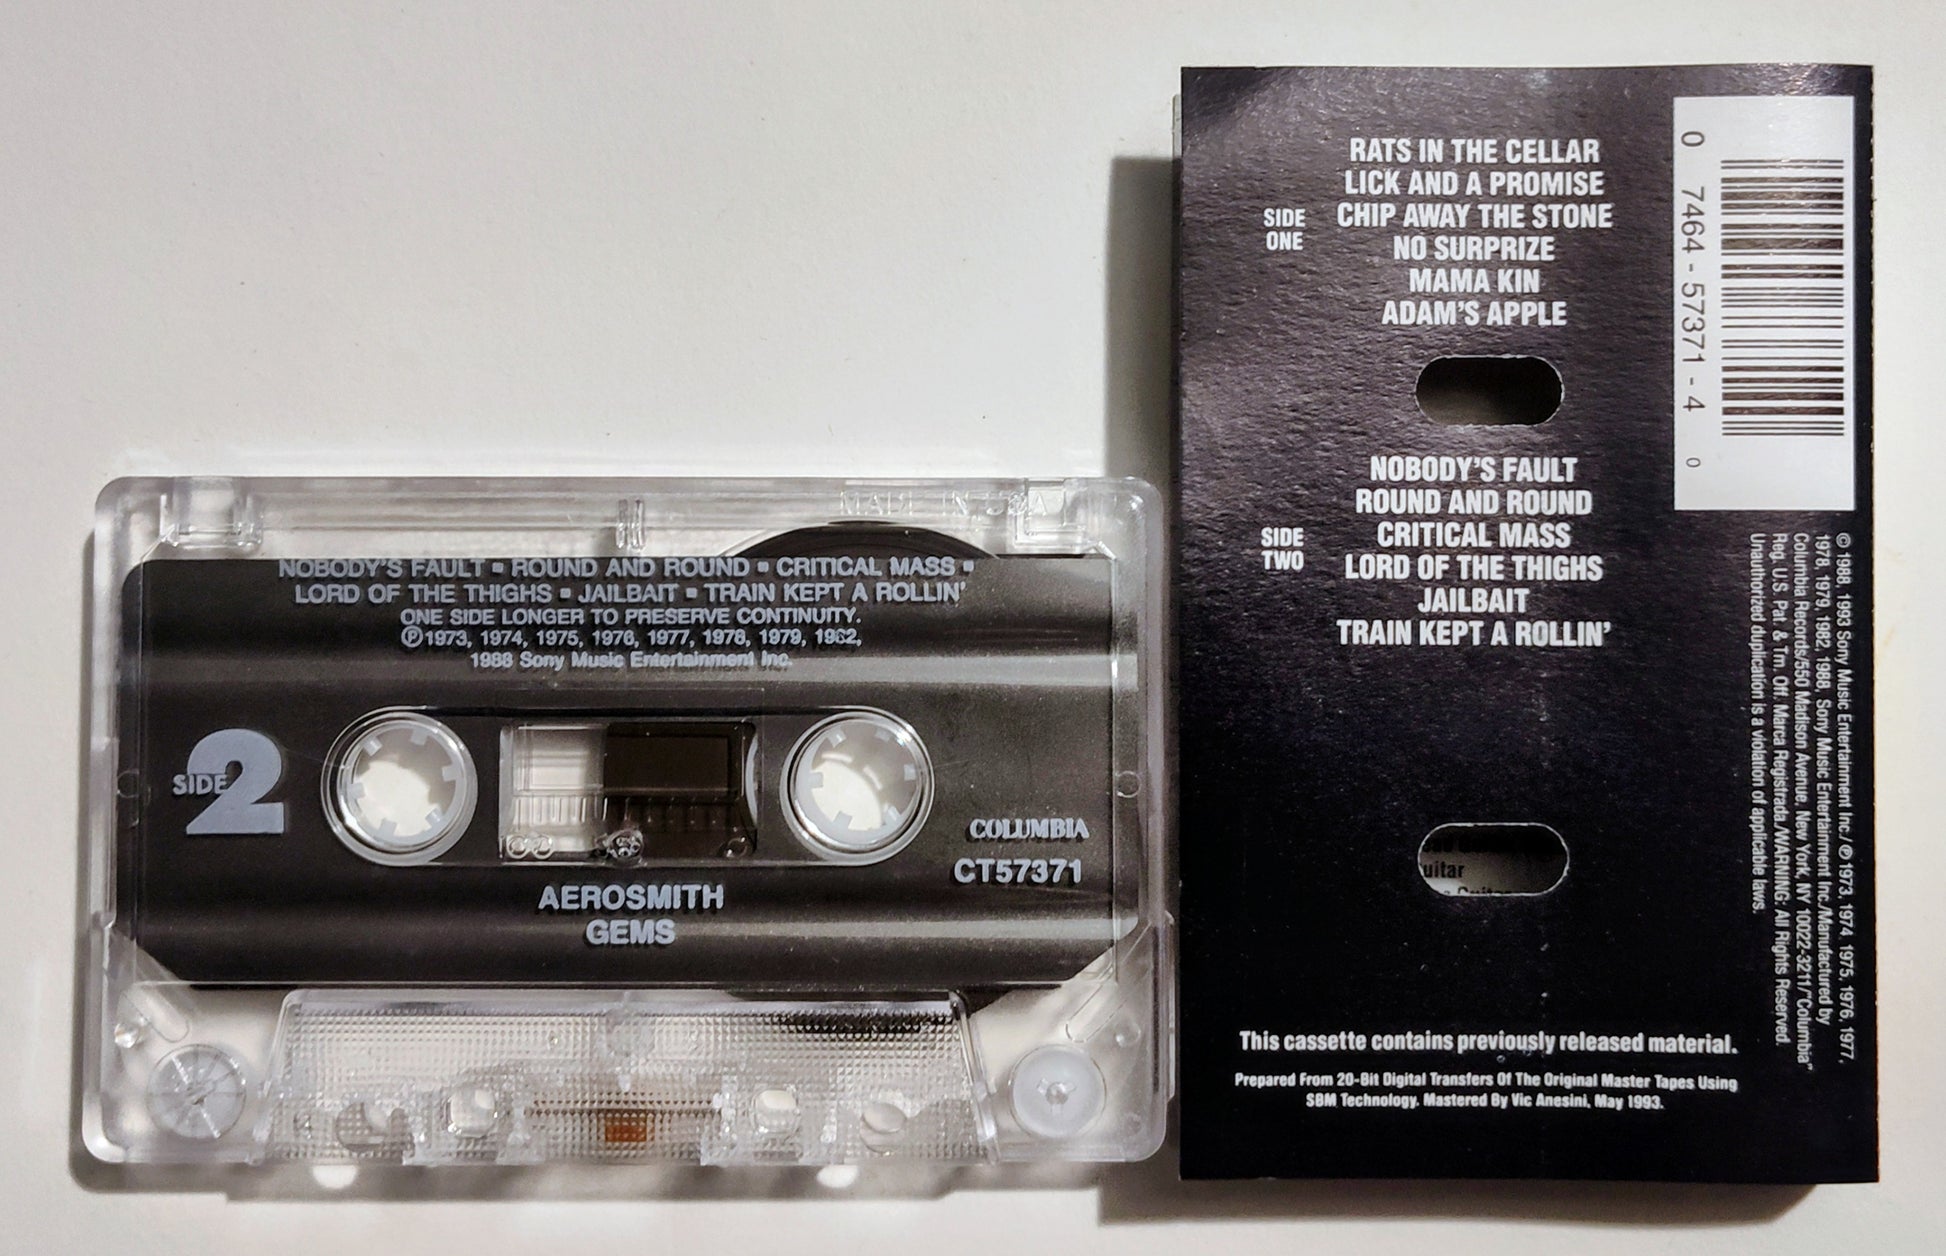 MADE IN USA
NOBODY'S FAULT ▪ ROUND AND ROUND ▪ CRITICAL MASS ▪
LORD OF THE THIGHS ▪ JAILBAIT ▪ TRAIN KEPT A ROLLIN'
ONE SIDE LONGER TO PRESERVE CONTINUITY.
℗1973, 1974, 1975, 1976, 1977, 1978, 1979, 1982,
1988 Sony Music Entertainment Inc.
SIDE 2
COLUMBIA
CT57371
AEROSMITH
GEMS
SIDE
ONE
RATS IN THE CELLAR
LICK AND A PROMISE
CHIP AWAY THE STONE
NO SURPRIZE
MAMA KIN
ADAM'S APPLE
SIDE
TWO
NOBODY'S FAULT
ROUND AND ROUND
CRITICAL MASS
LORD OF THE THIGHS
JAILBAIT
TRAIN KEPT A ROLLIN'
uitar
This cassette contains previously released material.
Prepared From 20-Bit Digital Transfers Of The Original Master Tapes Using
SBM Technology. Mastered By Vic Anesini, May 1993.
0 7464-57371-4 0
© 1988, 1993 Sony Music Entertainment Inc./℗ 1973, 1974, 1975, 1976, 1977,
1978, 1979, 1982, 1988, Sony Music Entertainment Inc./Manufactured by
Columbia Records/550 Madison Avenue, New York, NY 10022-3211/"Columbia"
Reg. U.S. Pat. & Tm. Off. Marca Registrada./WARNING: All Rights Reserved.
Unauthorized duplication is a violation of applicable laws.